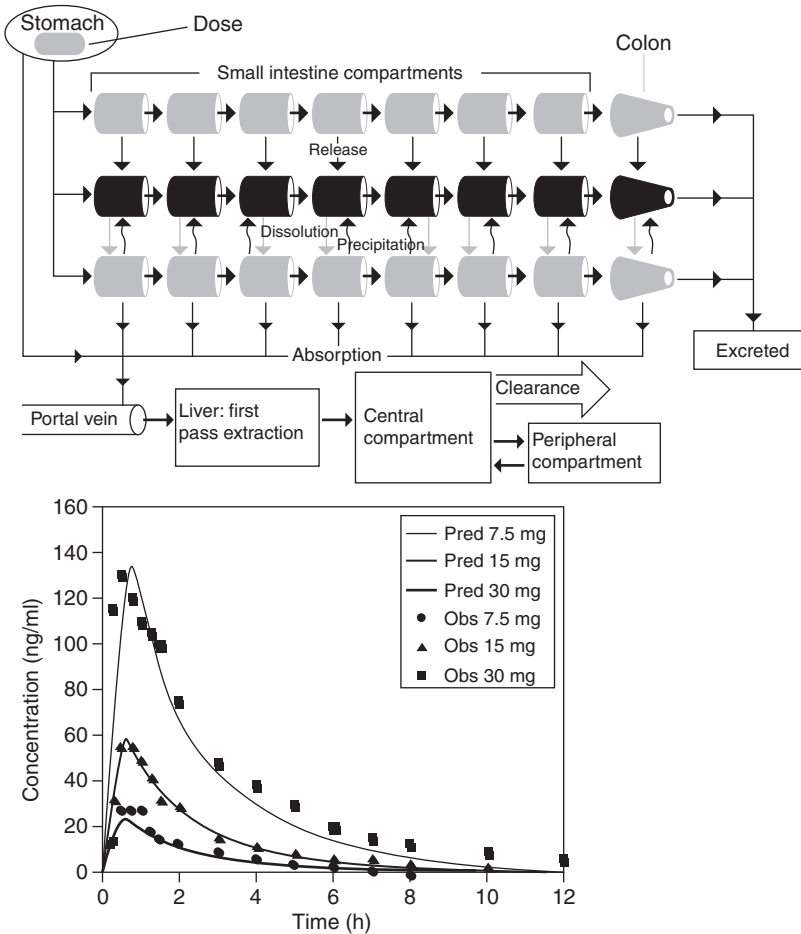 Stomach
Dose
Colon
Small intestine compartments
Release
Dissolution
Precipitation
Absorption
Excreted
Clearance
Portal vein
Liver: first
pass extraction
Central
compartment
Peripheral
compartment
160
140
120
100
80
60
40
20
0
Concentration (ng/ml)
Pred 7.5 mg
Pred 15 mg
Pred 30 mg
Obs 7.5 mg
Obs 15 mg
Obs 30 mg
0 2 4 6 8 10 12
Time (h)